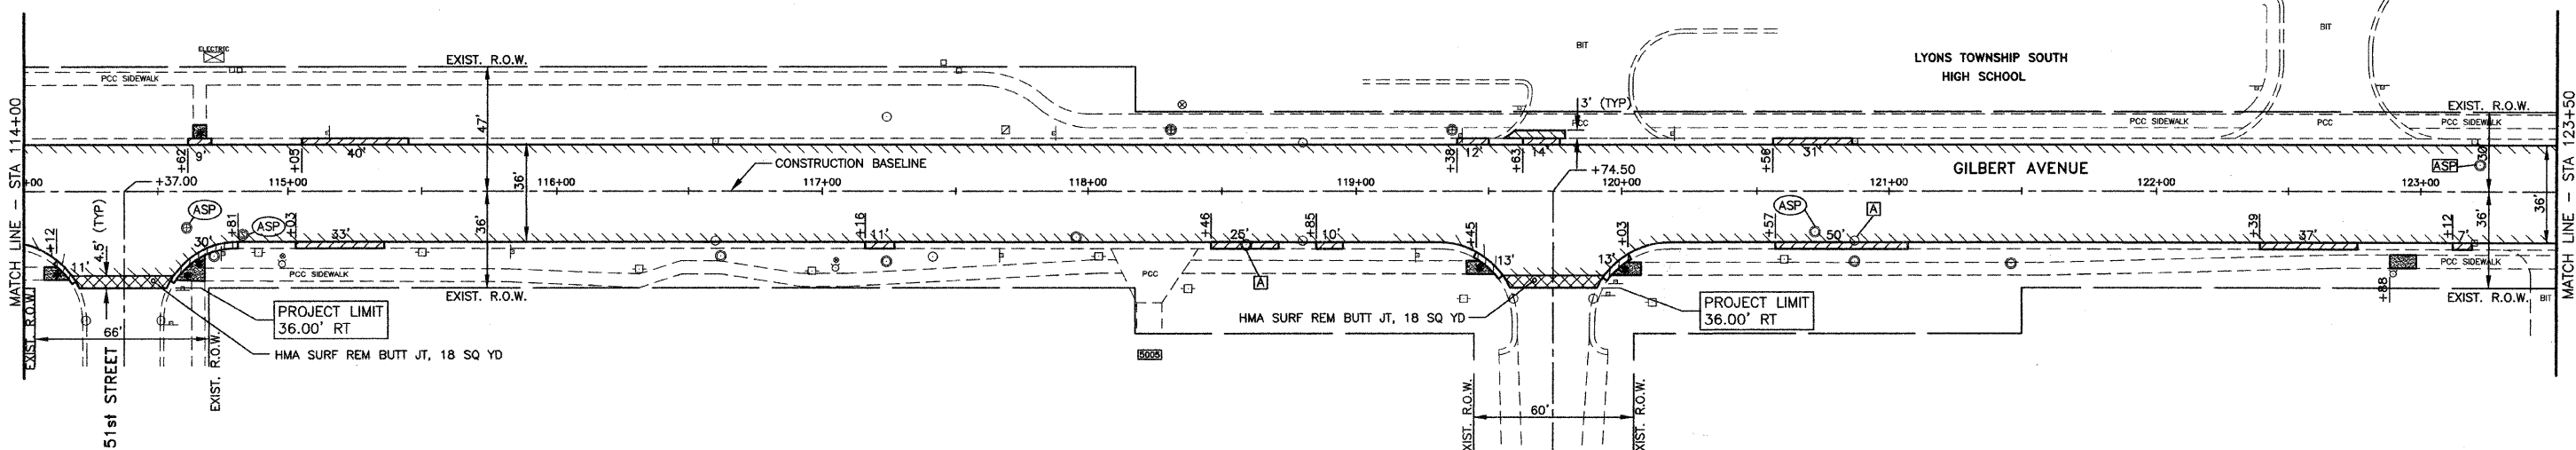 MATCH LINE - STA 114+00
ELECTRIC
EXIST. R.O.W.
PCC SIDEWALK
47'
36'
CONSTRUCTION BASELINE
+62
9'
+05
40'
+00
+37.00
115+00
116+00
117+00
118+00
119+00
120+00
121+00
122+00
123+00
BIT
BIT
LYONS TOWNSHIP SOUTH
HIGH SCHOOL
3' (TYP)
PCC
+38
12'
+63
14'
+74.50
+56
31'
GILBERT AVENUE
PCC SIDEWALK
PCC
PCC SIDEWALK
EXIST. R.O.W.
ASP
30'
36'
36'
MATCH LINE - STA 123+50
+12
4.5' (TYP)
11'
ASP
30'
+81
ASP
+03
33'
36'
+16
11'
+46
25'
A
+85
10'
+45
13'
13'
+03
+57
ASP
50'
A
+39
37'
+12
7'
+88
PCC SIDEWALK
PCC SIDEWALK
PCC
EXIST. R.O.W.
EXIST. R.O.W.
BIT
PROJECT LIMIT
36.00' RT
HMA SURF REM BUTT JT, 18 SQ YD
EXIST. R.O.W.
66'
EXIST. R.O.W.
51st STREET
5005
HMA SURF REM BUTT JT, 18 SQ YD
PROJECT LIMIT
36.00' RT
EXIST. R.O.W.
60'
EXIST. R.O.W.